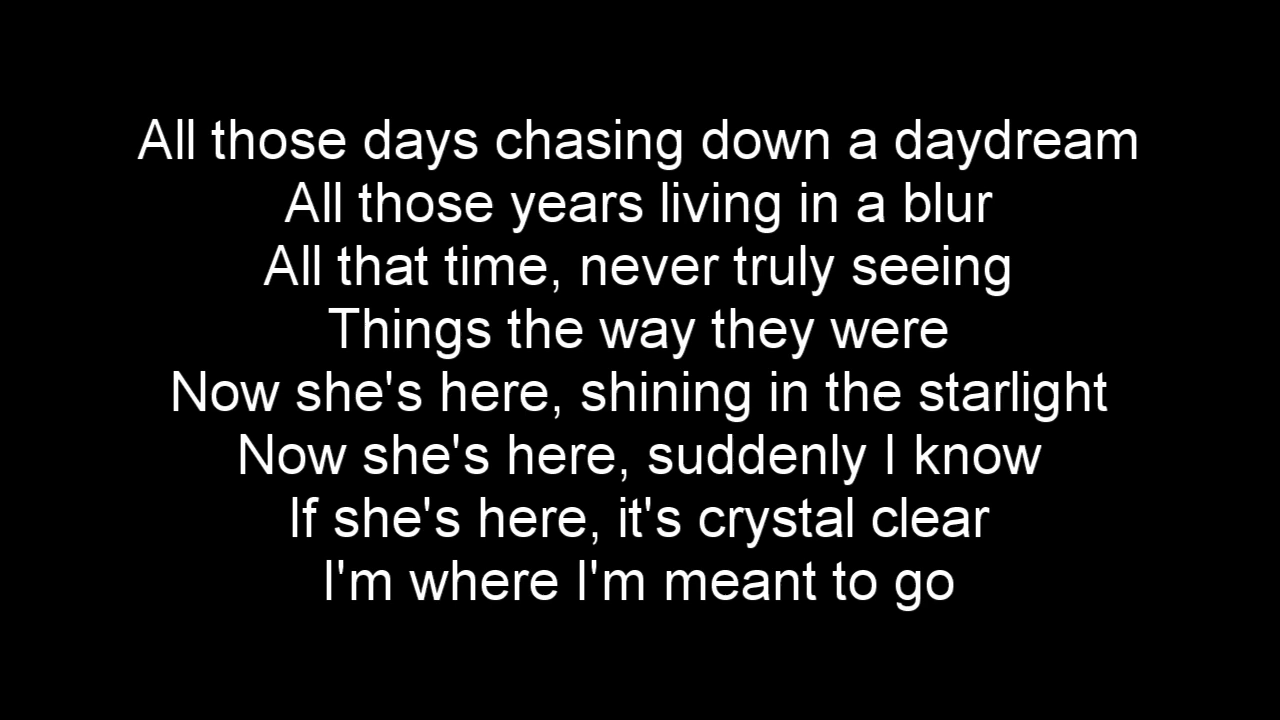 All those days chasing down a daydream
All those years living in a blur
All that time, never truly seeing
Things the way they were
Now she's here, shining in the starlight
Now she's here, suddenly I know
If she's here, it's crystal clear
I'm where I'm meant to go